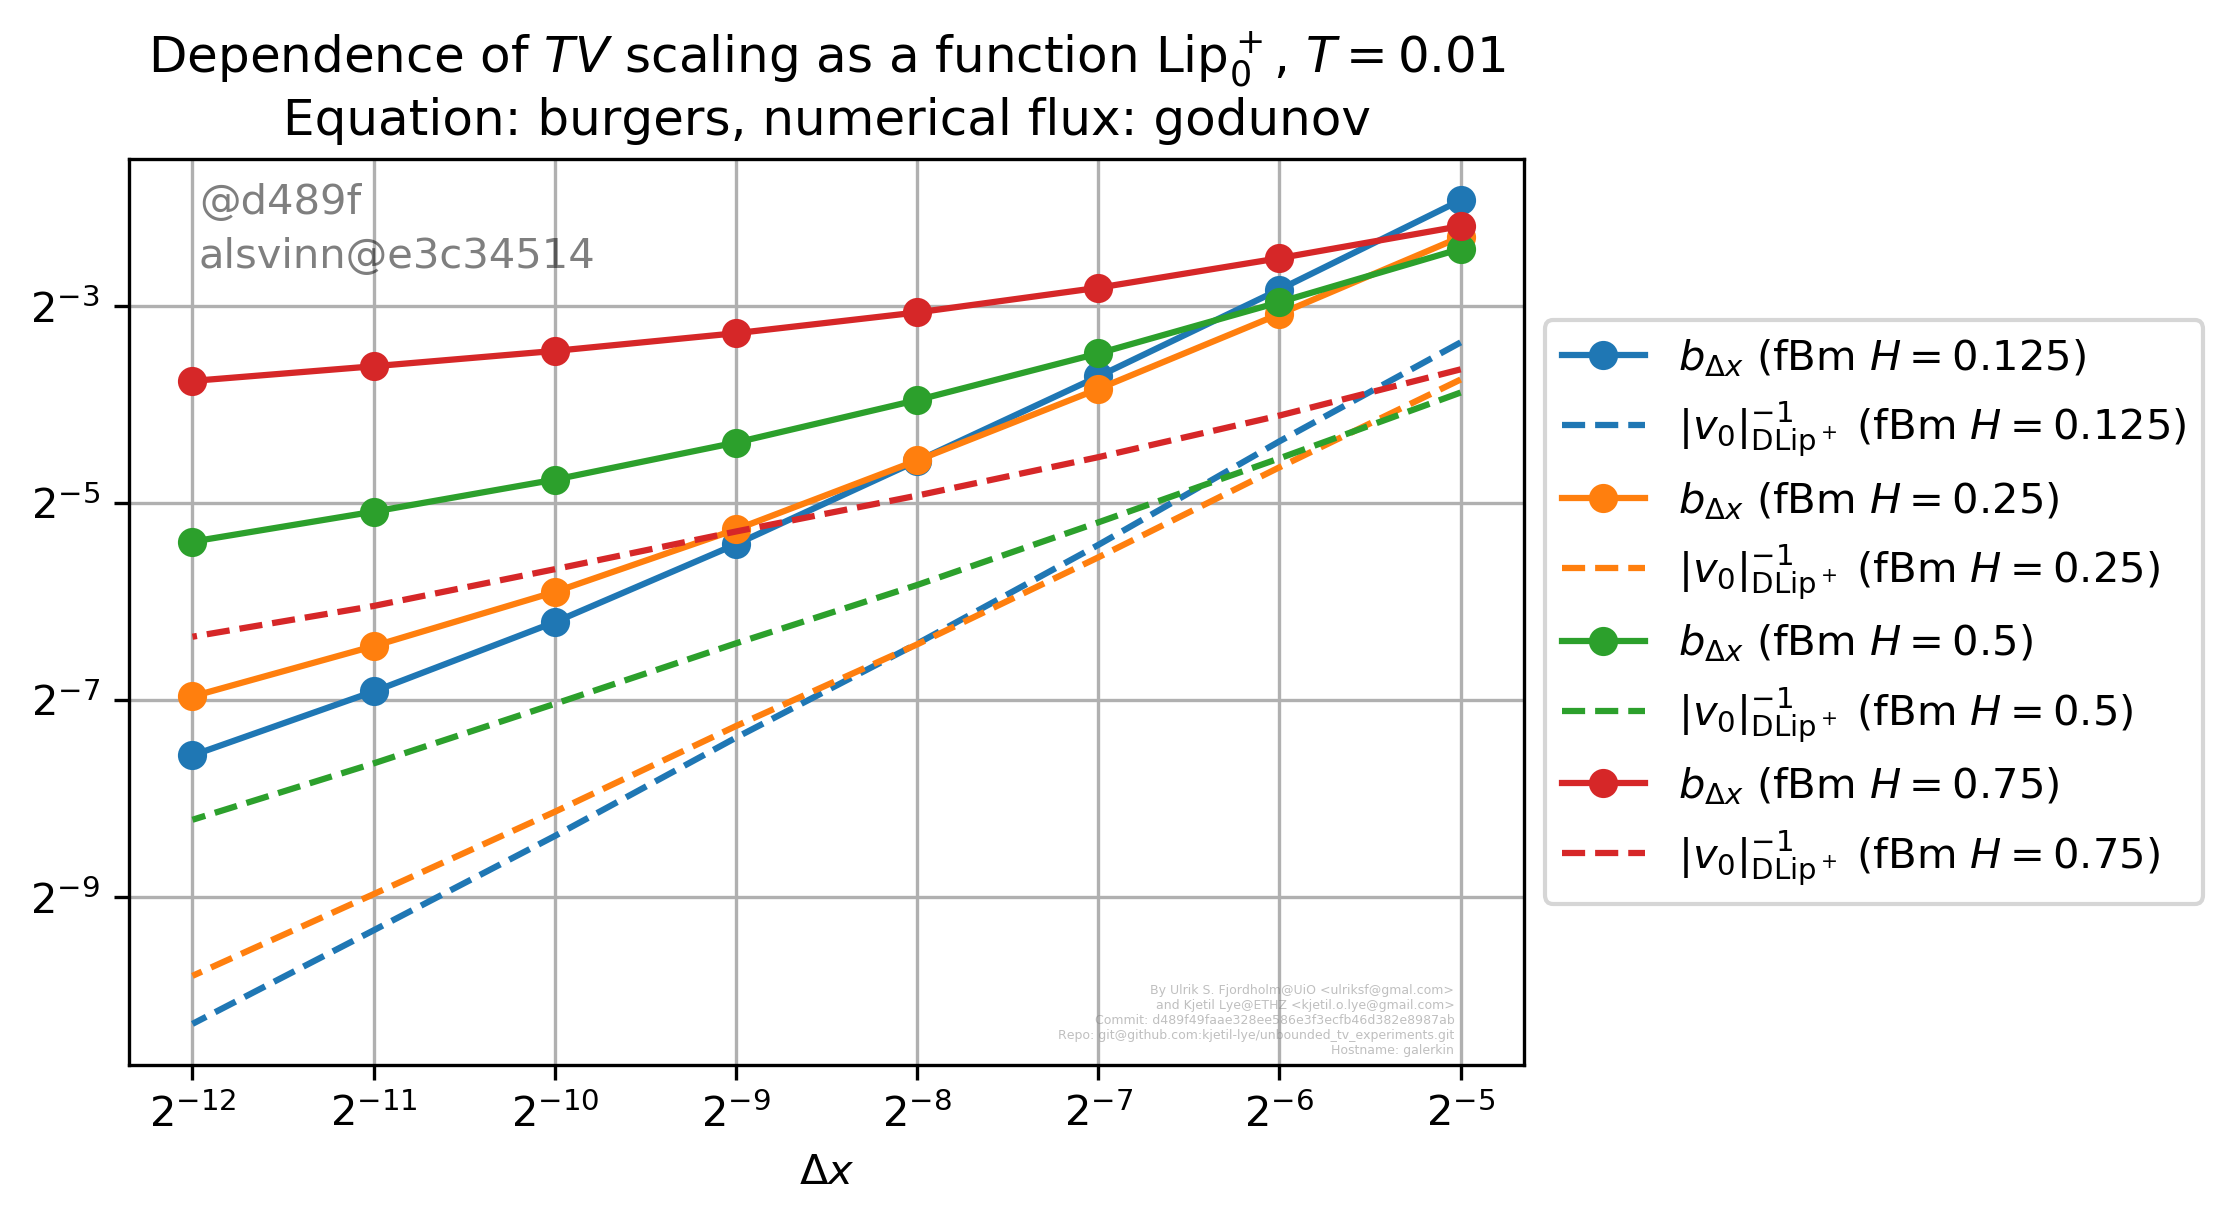 Dependence of TV scaling as a function Lip₀⁺, T = 0.01
Equation: burgers, numerical flux: godunov
@d489f
alsvinn@e3c34514
2⁻³
2⁻⁵
2⁻⁷
2⁻⁹
2⁻¹² 2⁻¹¹ 2⁻¹⁰ 2⁻⁹ 2⁻⁸ 2⁻⁷ 2⁻⁶ 2⁻⁵
Δx
b_Δx (fBm H = 0.125)
|v₀|⁻¹_DLip⁺ (fBm H = 0.125)
b_Δx (fBm H = 0.25)
|v₀|⁻¹_DLip⁺ (fBm H = 0.25)
b_Δx (fBm H = 0.5)
|v₀|⁻¹_DLip⁺ (fBm H = 0.5)
b_Δx (fBm H = 0.75)
|v₀|⁻¹_DLip⁺ (fBm H = 0.75)
By Ulrik S. Fjordholm@UiO <ulriksf@gmal.com>
and Kjetil Lye@ETHZ <kjetil.o.lye@gmail.com>
Commit: d489f49faae328ee586e3f3ecfb46d382e8987ab
Repo: git@github.com:kjetil-lye/unbounded_tv_experiments.git
Hostname: galerkin